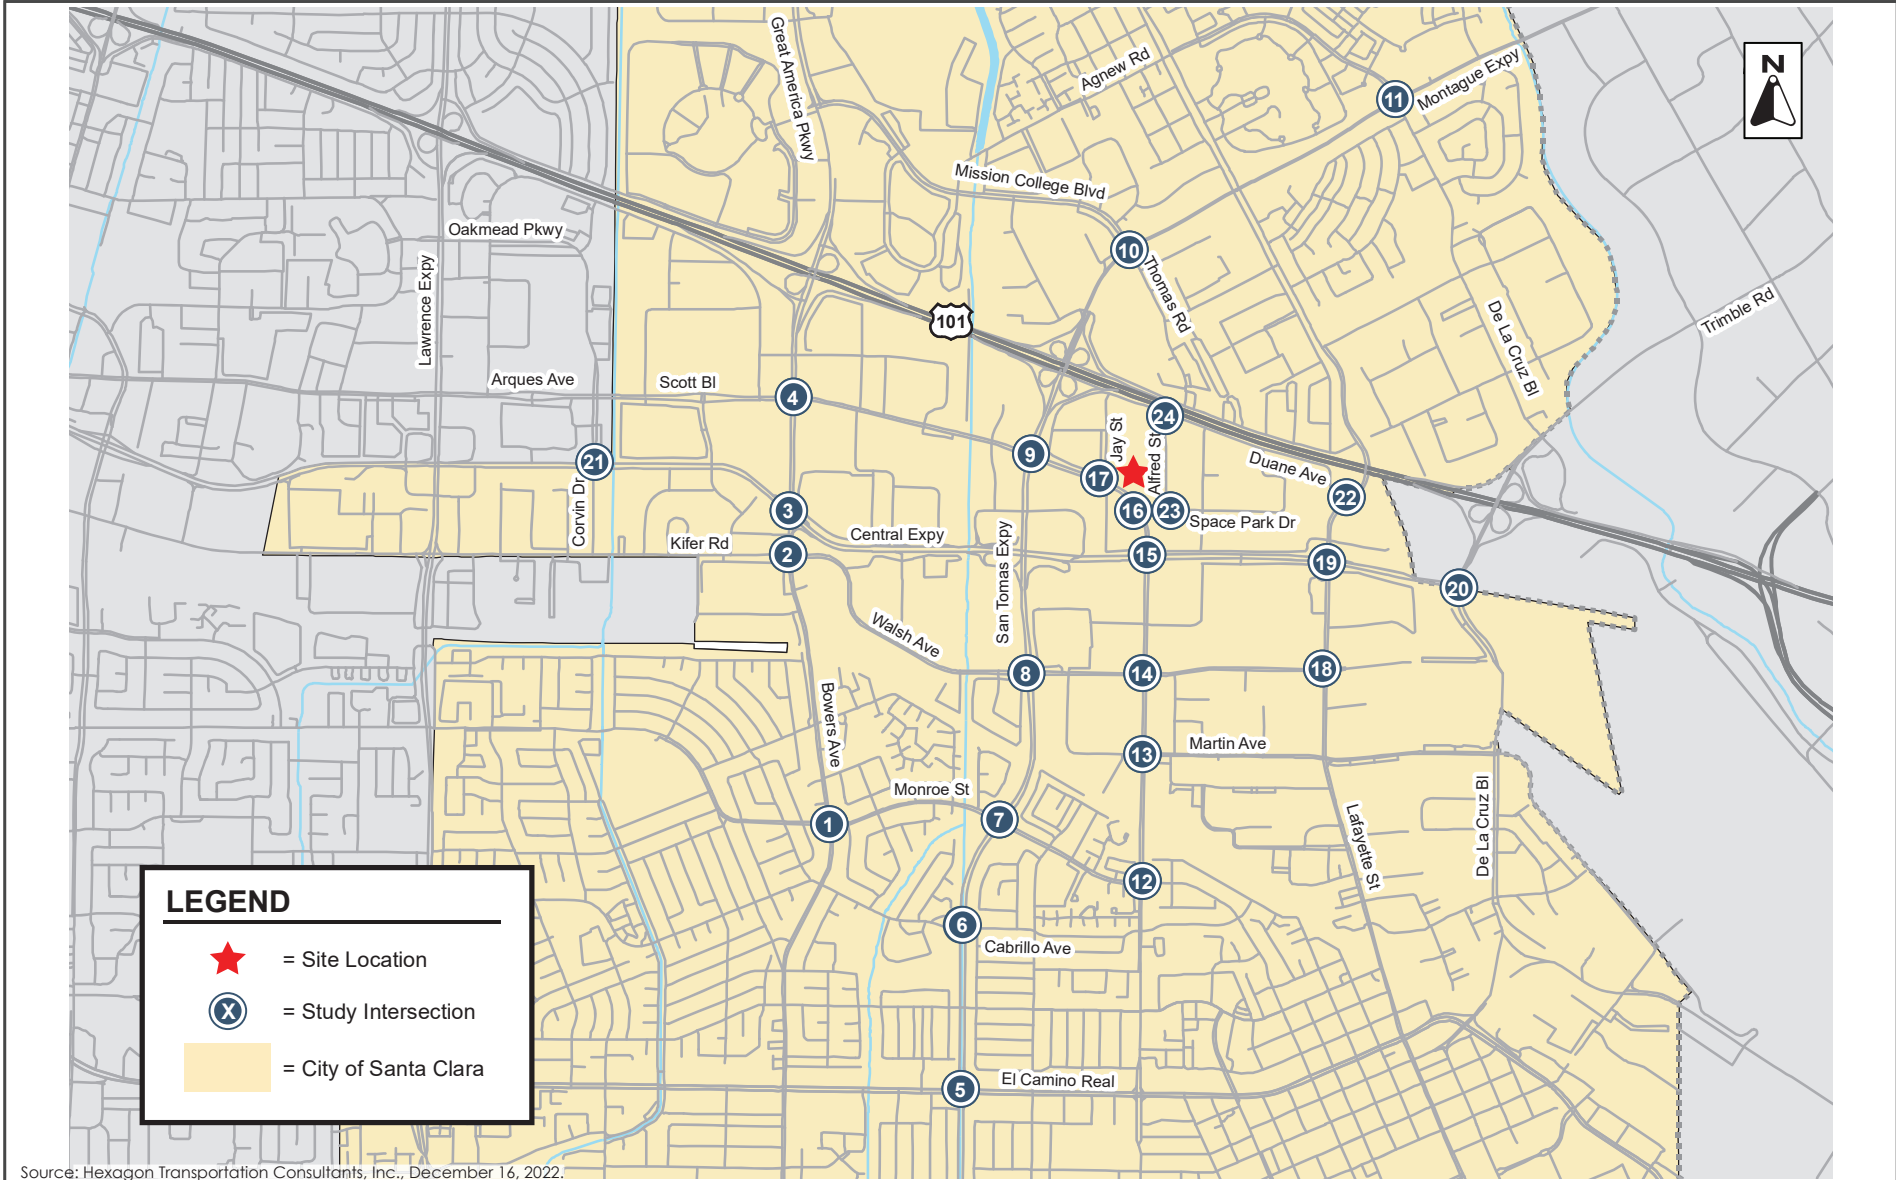 Great America Pkwy
Agnew Rd
11
Montague Expy
N
Mission College Blvd
Oakmead Pkwy
10
Thomas Rd
Lawrence Expy
101
De La Cruz Bl
Trimble Rd
Arques Ave
Scott Bl
4
24
Jay St
Alfred St
9
21
17
Duane Ave
22
Corvin Dr
3
16
23
Space Park Dr
Central Expy
Kifer Rd
2
San Tomas Expy
15
19
20
Walsh Ave
8
14
18
Bowers Ave
13
Martin Ave
Monroe St
1
7
Lafayette St
De La Cruz Bl
12
LEGEND
6
Cabrillo Ave
= Site Location
X
= Study Intersection
= City of Santa Clara
5
El Camino Real
Source: Hexagon Transportation Consultants, Inc., December 16, 2022.